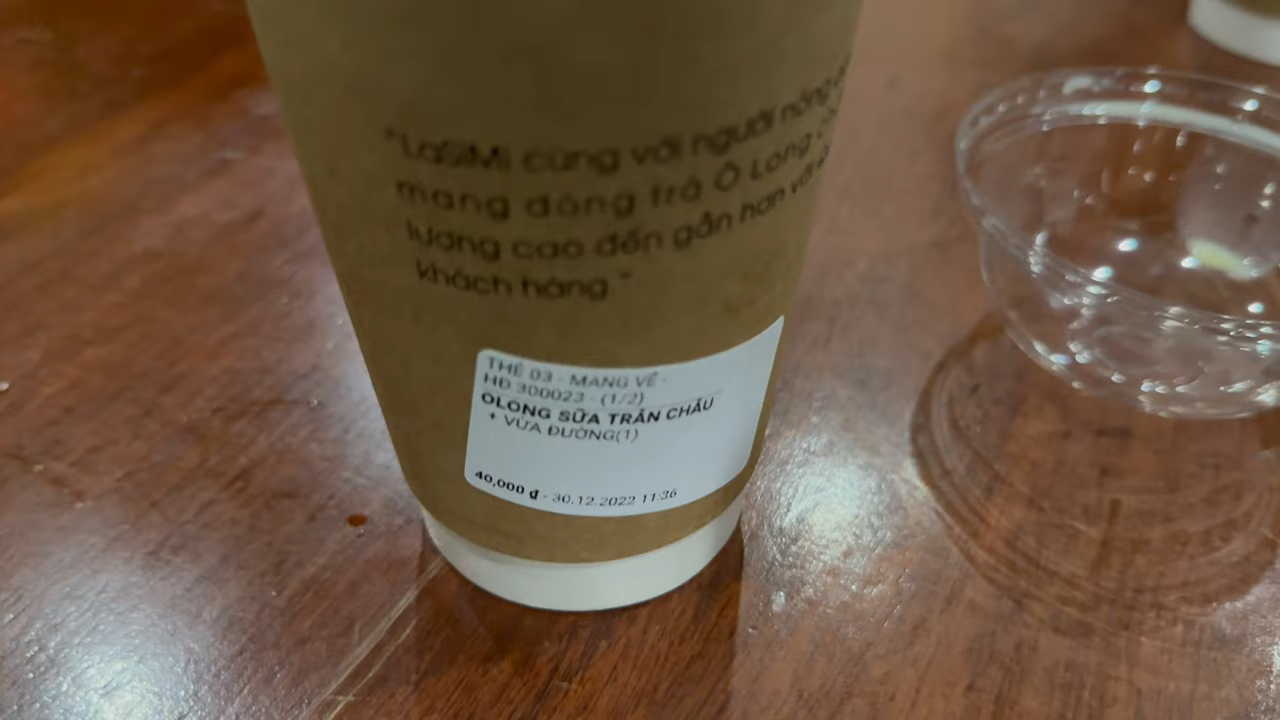 "LaSiMi cùng với người nông
mang dòng trà Ô Long
lượng cao đến gần hơn với
khách hàng"
THẺ 03 - MANG VỀ -
HĐ.300023 - (1/2)
OLONG SỮA TRÂN CHÂU
+ VỪA ĐƯỜNG(1)
40,000 ₫ - 30.12.2022 11:36